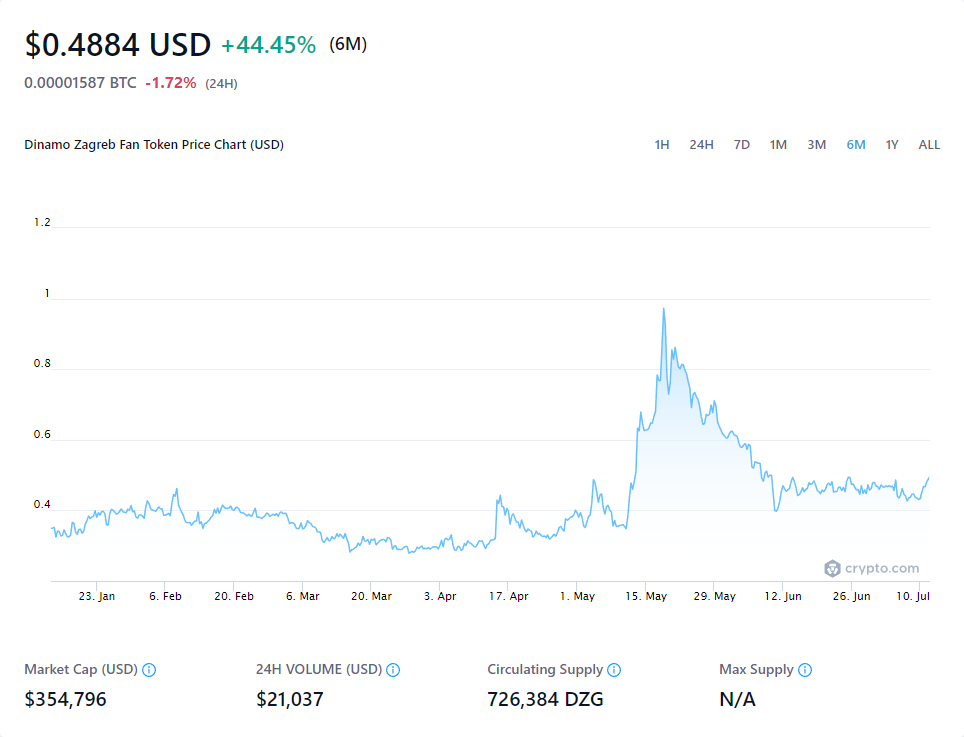 $0.4884 USD +44.45% (6M)
0.00001587 BTC -1.72% (24H)
Dinamo Zagreb Fan Token Price Chart (USD) 1H 24H 7D 1M 3M 6M 1Y ALL
1.2
1
0.8
0.6
0.4
crypto.com
23. Jan 6. Feb 20. Feb 6. Mar 20. Mar 3. Apr 17. Apr 1. May 15. May 29. May 12. Jun 26. Jun 10. Jul
Market Cap (USD) 24H VOLUME (USD) Circulating Supply Max Supply
$354,796 $21,037 726,384 DZG N/A